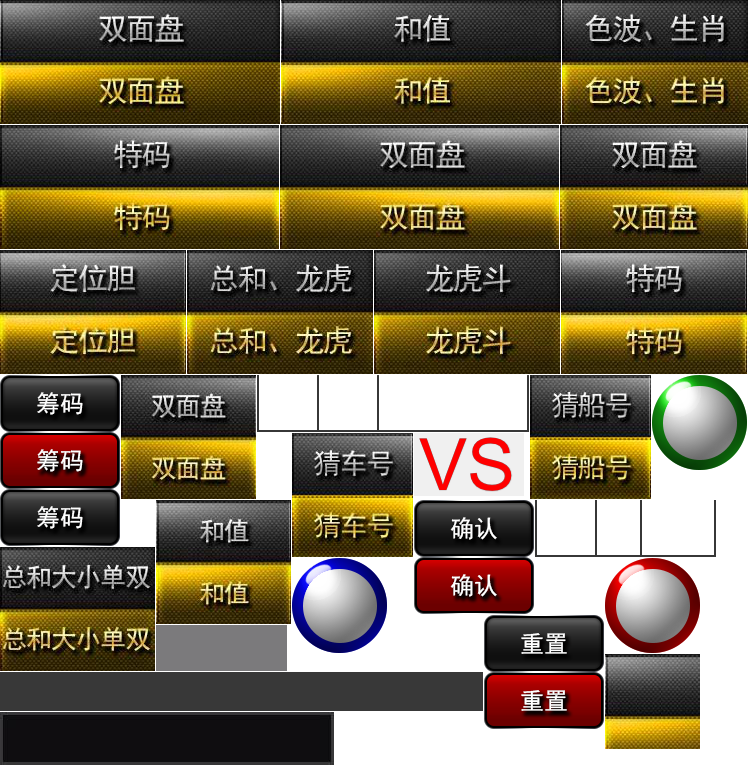 双面盘 和值 色波、生肖
双面盘 和值 色波、生肖
特码 双面盘 双面盘
特码 双面盘 双面盘
定位胆 总和、龙虎 龙虎斗 特码
定位胆 总和、龙虎 龙虎斗 特码
筹码 双面盘 猜船号
筹码 双面盘 猜车号 VS 猜船号
筹码 和值 猜车号 确认
总和大小单双 和值 确认
总和大小单双 重置
重置